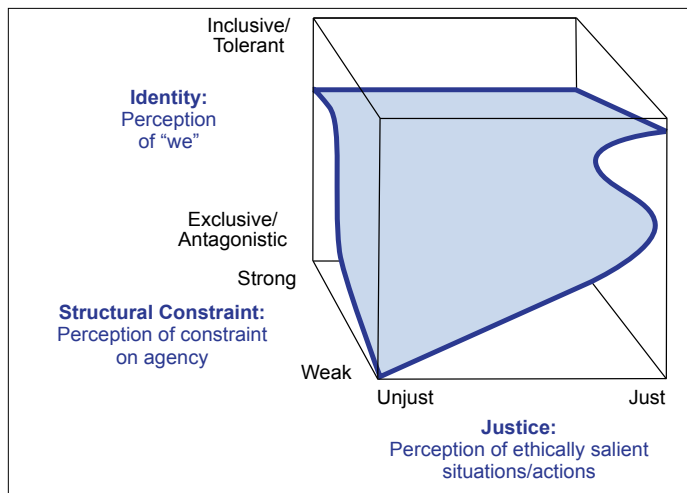 Inclusive/
Tolerant
Identity:
Perception
of “we”
Exclusive/
Antagonistic
Strong
Structural Constraint:
Perception of constraint
on agency
Weak
Unjust
Just
Justice:
Perception of ethically salient
situations/actions